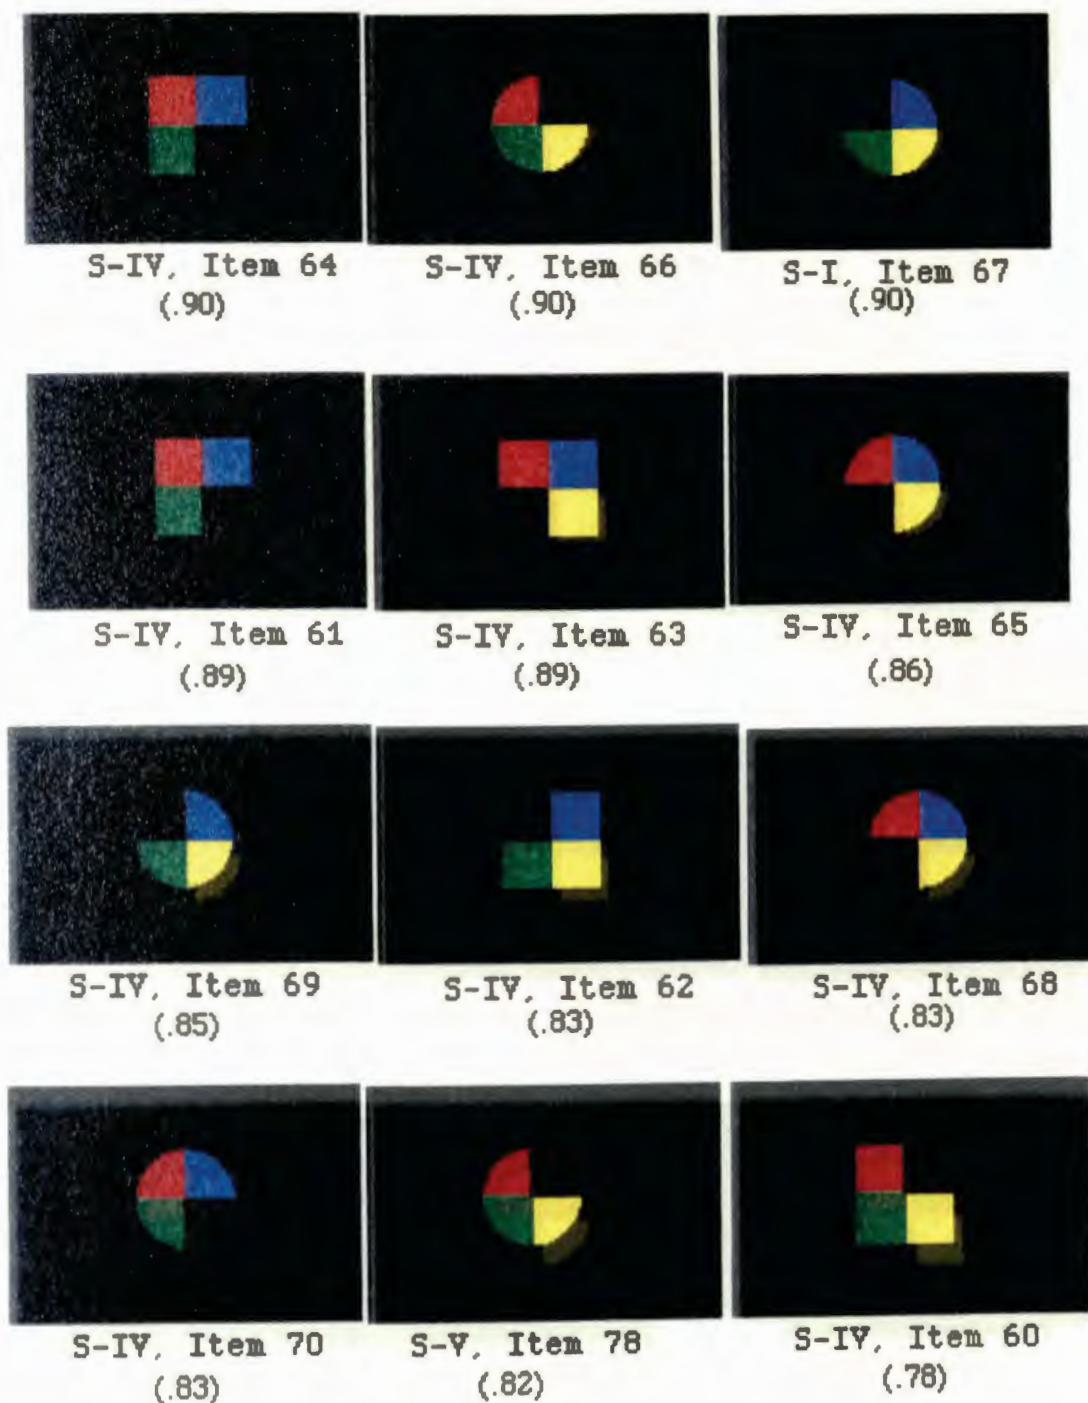 S-IV, Item 64
(.90)
S-IV, Item 66
(.90)
S-I, Item 67
(.90)
S-IV, Item 61
(.89)
S-IV, Item 63
(.89)
S-IV, Item 65
(.86)
S-IV, Item 69
(.85)
S-IV, Item 62
(.83)
S-IV, Item 68
(.83)
S-IV, Item 70
(.83)
S-V, Item 78
(.82)
S-IV, Item 60
(.78)